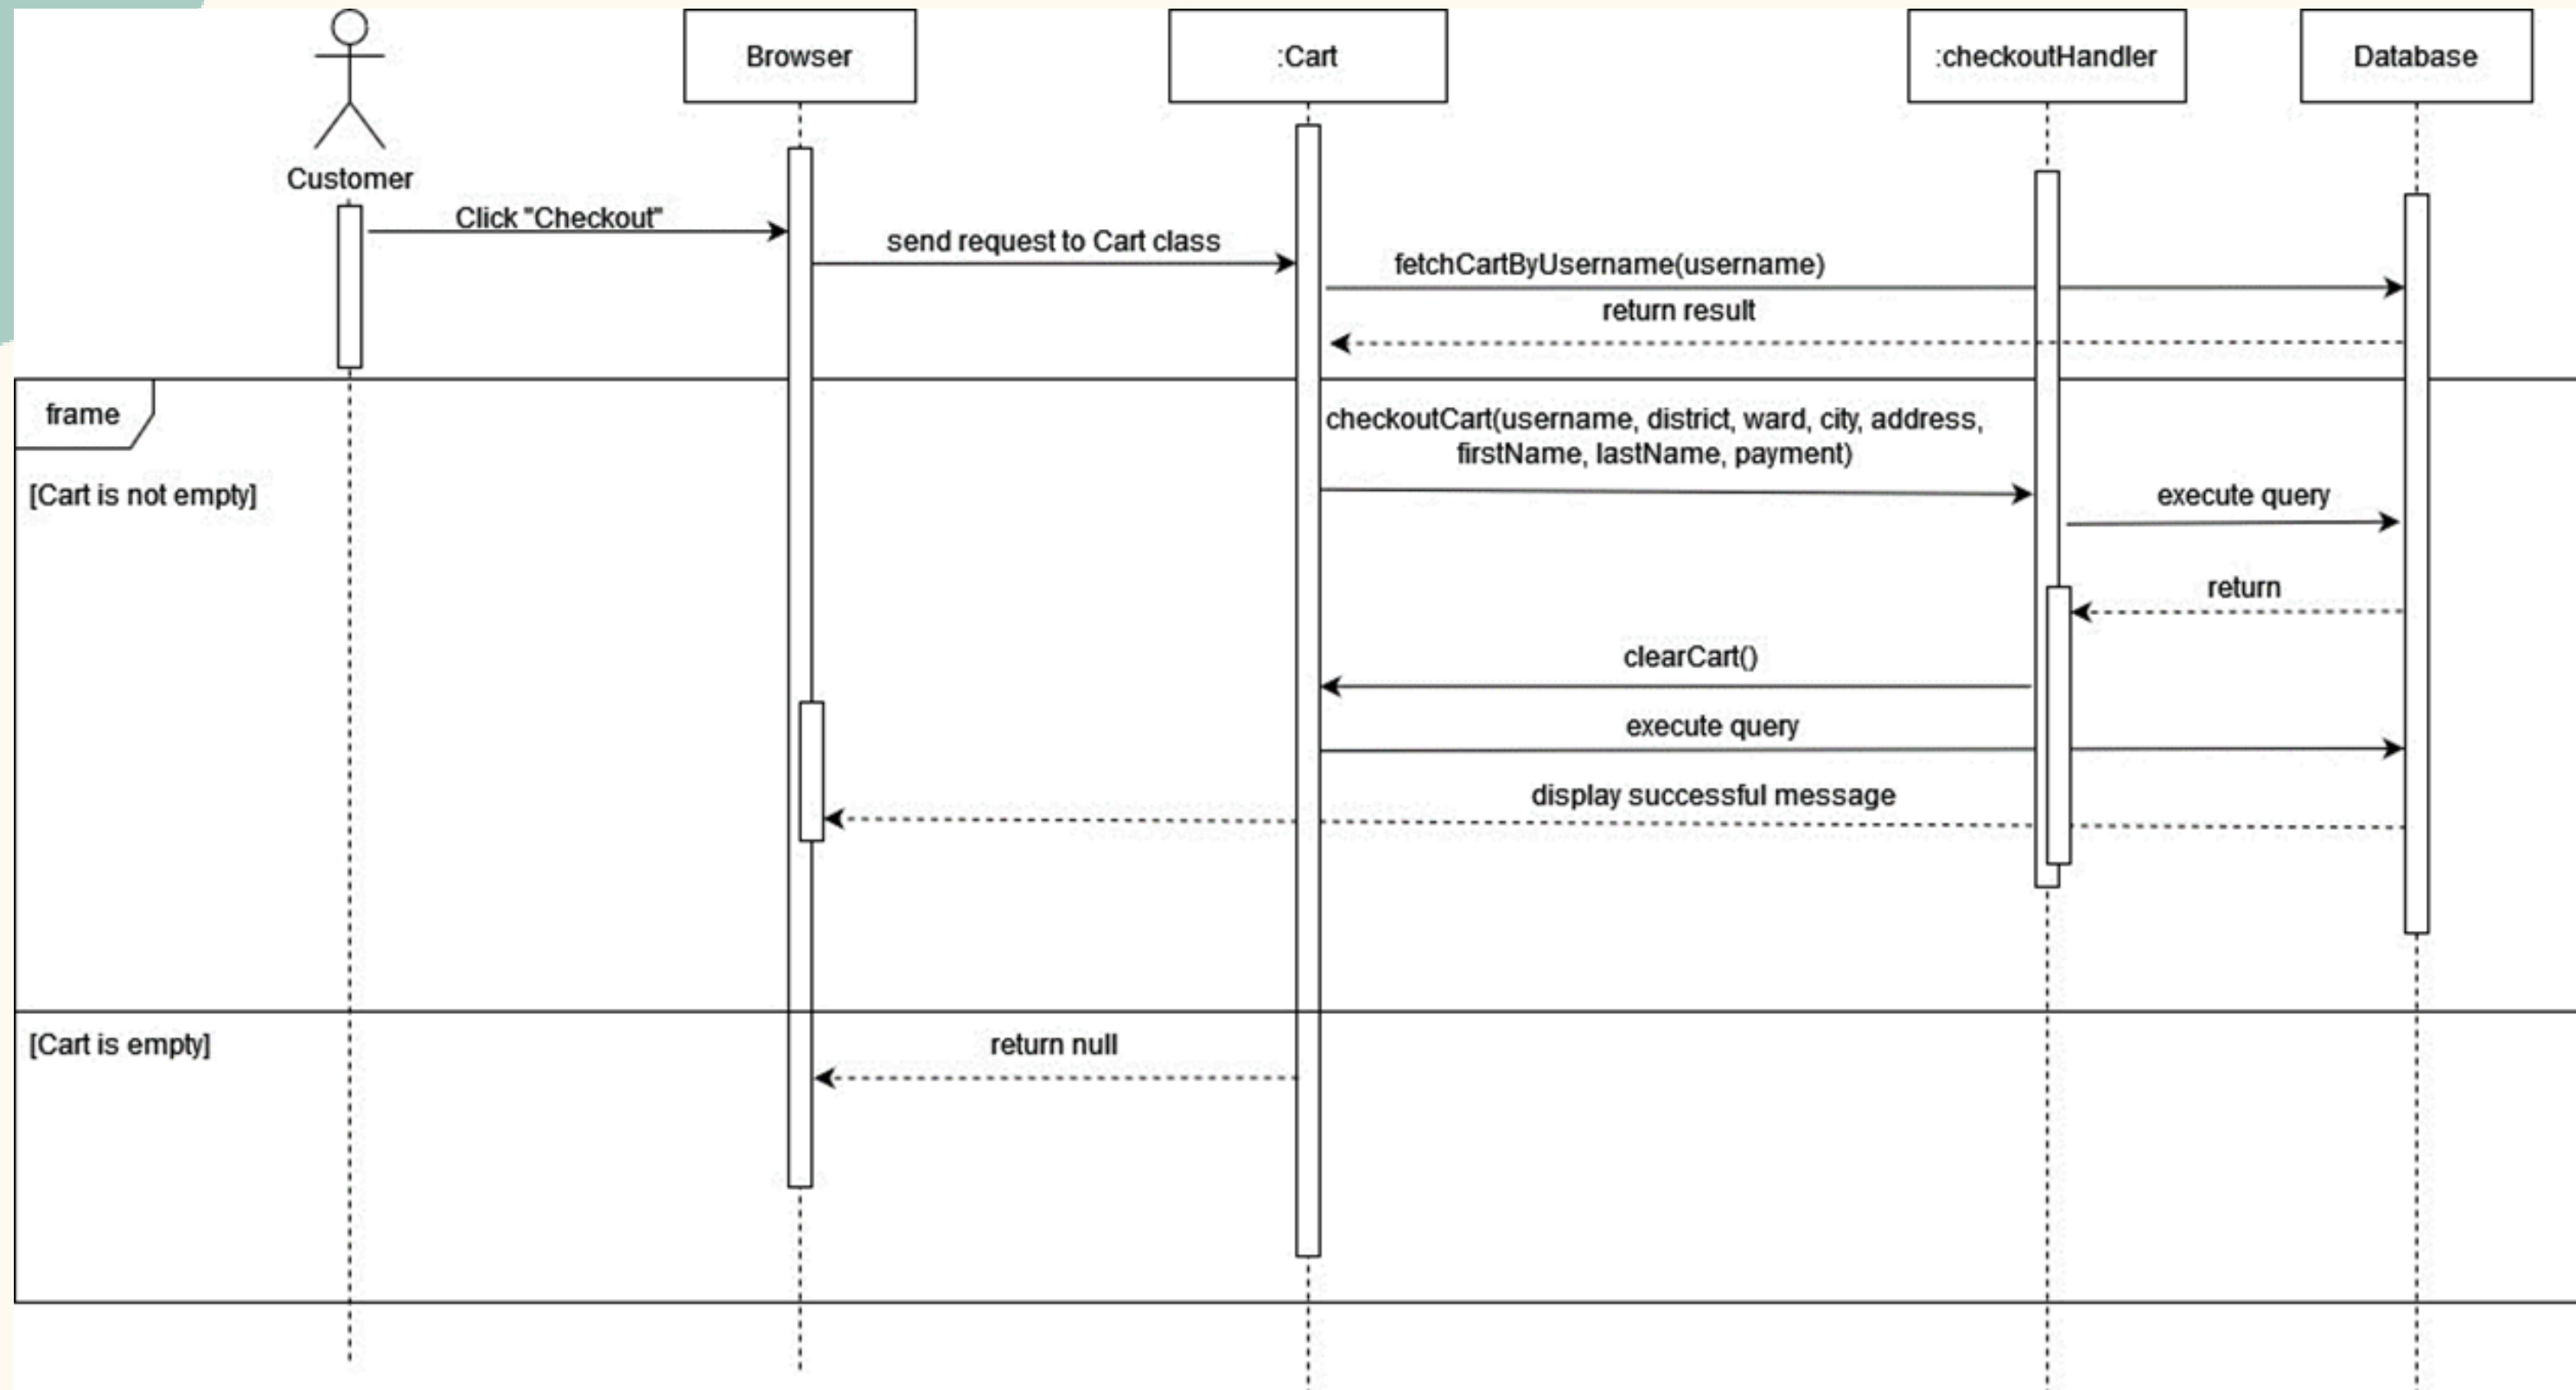 Browser
:Cart
:checkoutHandler
Database
Customer
Click "Checkout"
send request to Cart class
fetchCartByUsername(username)
return result
frame
checkoutCart(username, district, ward, city, address,
firstName, lastName, payment)
[Cart is not empty]
execute query
return
clearCart()
execute query
display successful message
[Cart is empty]
return null